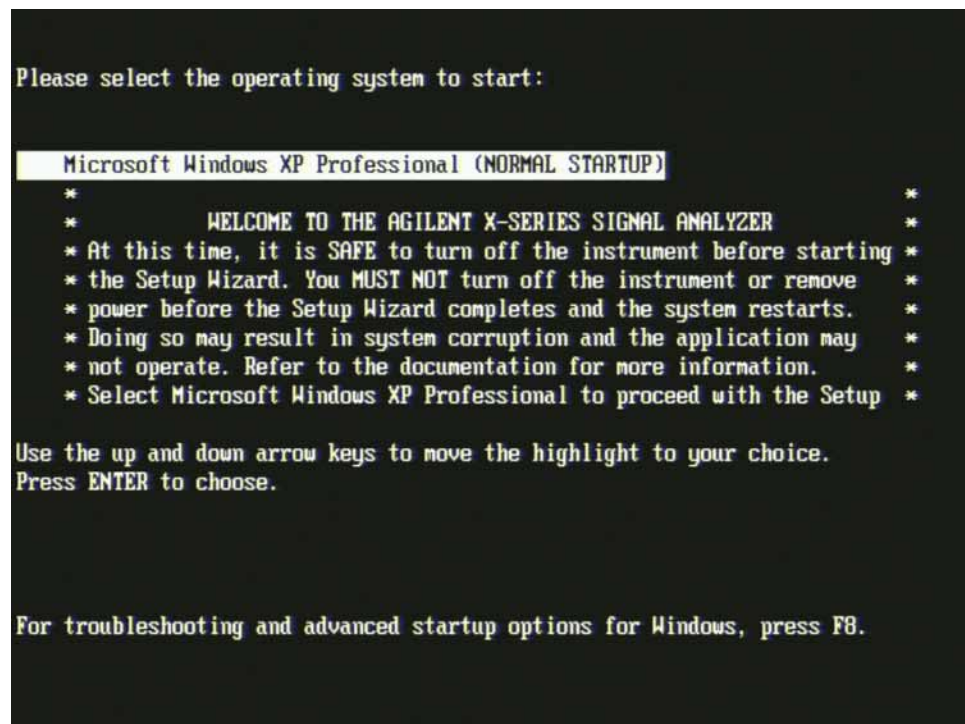 Please select the operating system to start:
Microsoft Windows XP Professional (NORMAL STARTUP)
* *
* WELCOME TO THE AGILENT X-SERIES SIGNAL ANALYZER *
* At this time, it is SAFE to turn off the instrument before starting *
* the Setup Wizard. You MUST NOT turn off the instrument or remove *
* power before the Setup Wizard completes and the system restarts. *
* Doing so may result in system corruption and the application may *
* not operate. Refer to the documentation for more information. *
* Select Microsoft Windows XP Professional to proceed with the Setup *
Use the up and down arrow keys to move the highlight to your choice.
Press ENTER to choose.
For troubleshooting and advanced startup options for Windows, press F8.